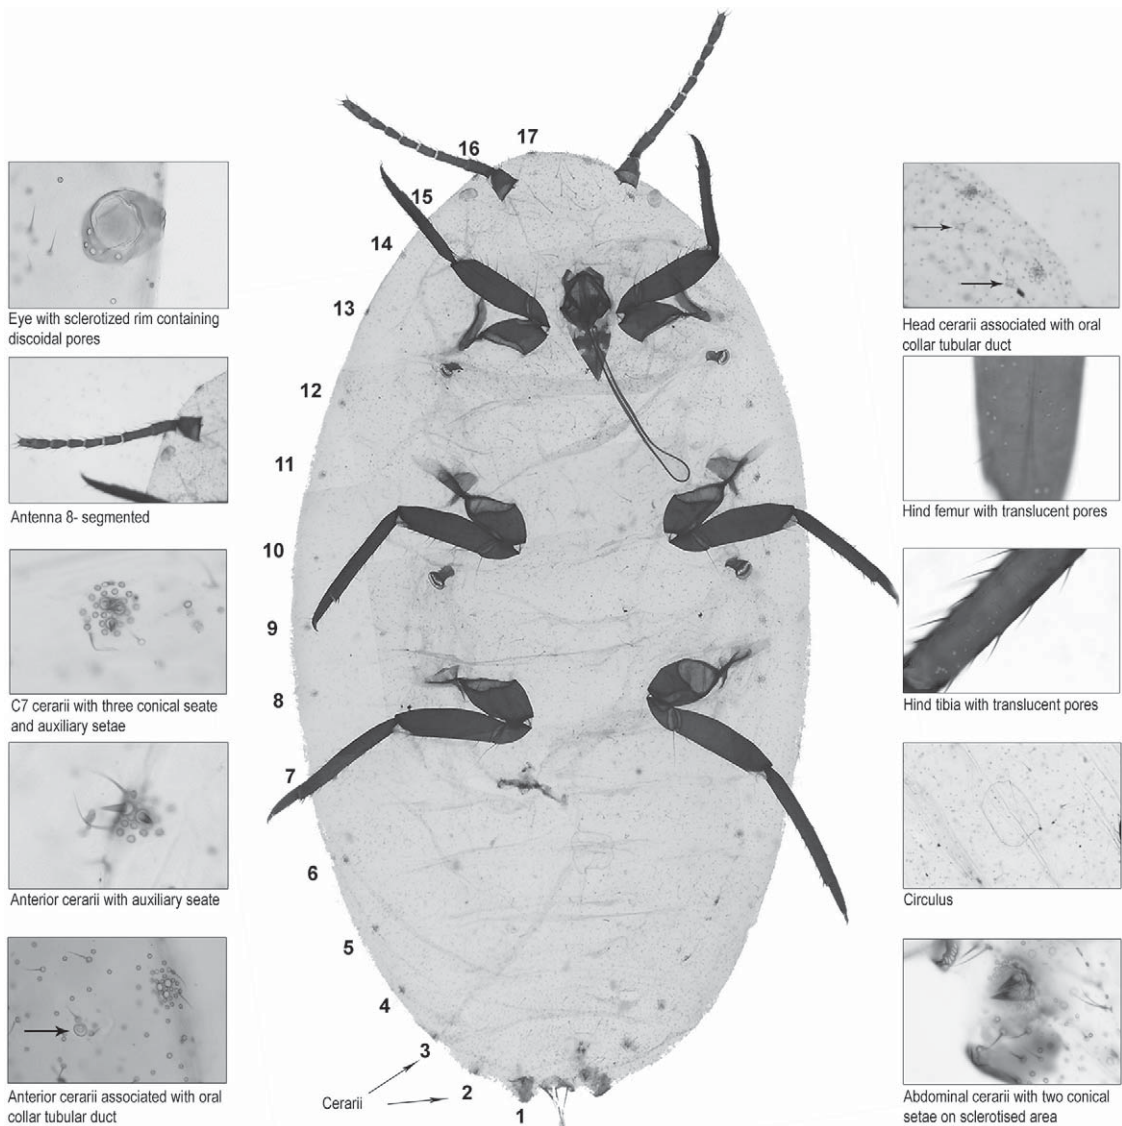 17
16
15
14
13
12
11
10
9
8
7
6
5
4
3
2
1
Cerarii
Eye with sclerotized rim containing
discoidal pores
Antenna 8- segmented
C7 cerarii with three conical seate
and auxiliary setae
Anterior cerarii with auxiliary seate
Anterior cerarii associated with oral
collar tubular duct
Head cerarii associated with oral
collar tubular duct
Hind femur with translucent pores
Hind tibia with translucent pores
Circulus
Abdominal cerarii with two conical
setae on sclerotised area